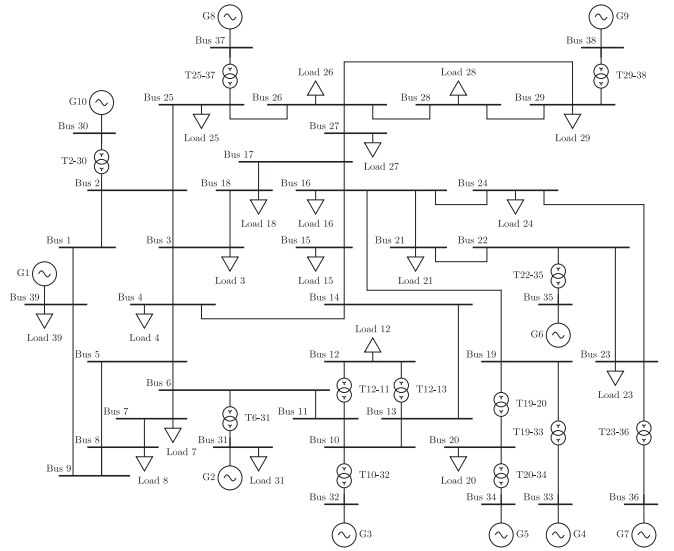 G8
G9
Bus 37
Bus 38
T25-37
Load 26
Load 28
T29-38
G10
Bus 25
Bus 26
Bus 28
Bus 29
Bus 30
Load 25
Bus 27
Load 29
T2-30
Bus 17
Load 27
Bus 2
Bus 18
Bus 16
Bus 24
Load 18
Load 16
Load 24
Bus 1
Bus 3
Bus 15
Bus 21
Bus 22
G1
Load 3
Load 15
Load 21
T22-35
Bus 39
Bus 4
Bus 14
Bus 35
Load 39
Load 4
Load 12
G6
Bus 5
Bus 12
Bus 19
Bus 23
Bus 6
T12-11
T12-13
Load 23
Bus 7
T6-31
Bus 11
Bus 13
T19-20
T19-33
T23-36
Bus 8
Bus 31
Bus 10
Bus 20
Load 7
Bus 9
Load 8
G2
Load 31
T10-32
Load 20
T20-34
Bus 32
Bus 34
Bus 33
Bus 36
G3
G5
G4
G7